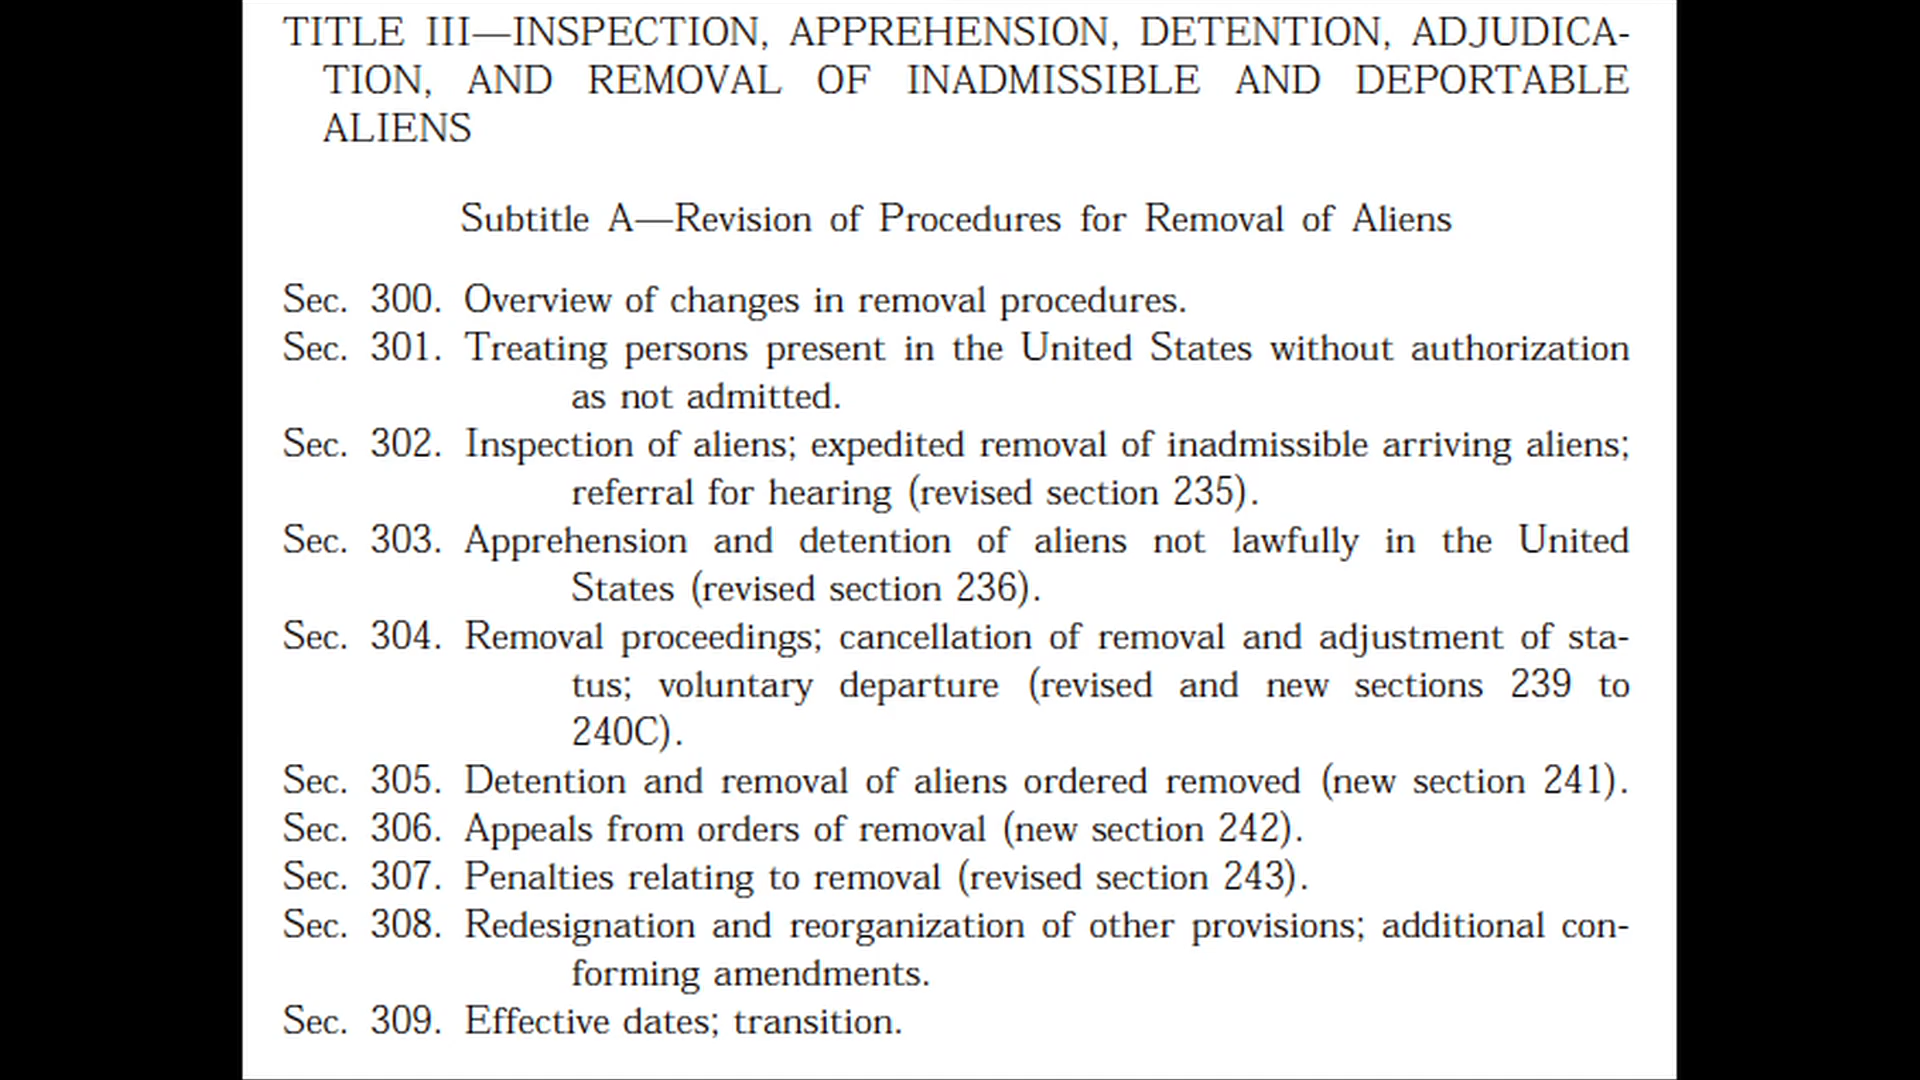 TITLE III—INSPECTION, APPREHENSION, DETENTION, ADJUDICA-
TION, AND REMOVAL OF INADMISSIBLE AND DEPORTABLE
ALIENS
Subtitle A—Revision of Procedures for Removal of Aliens
Sec. 300. Overview of changes in removal procedures.
Sec. 301. Treating persons present in the United States without authorization
as not admitted.
Sec. 302. Inspection of aliens; expedited removal of inadmissible arriving aliens;
referral for hearing (revised section 235).
Sec. 303. Apprehension and detention of aliens not lawfully in the United
States (revised section 236).
Sec. 304. Removal proceedings; cancellation of removal and adjustment of sta-
tus; voluntary departure (revised and new sections 239 to
240C).
Sec. 305. Detention and removal of aliens ordered removed (new section 241).
Sec. 306. Appeals from orders of removal (new section 242).
Sec. 307. Penalties relating to removal (revised section 243).
Sec. 308. Redesignation and reorganization of other provisions; additional con-
forming amendments.
Sec. 309. Effective dates; transition.